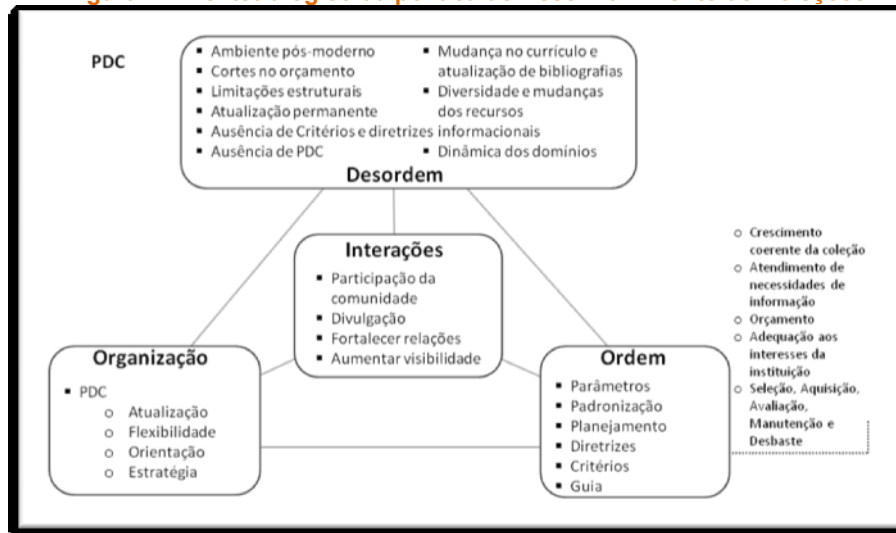 PDC
Ambiente pós-moderno
Cortes no orçamento
Limitações estruturais
Atualização permanente
Ausência de Critérios e diretrizes informacionais
Ausência de PDC
Mudança no currículo e
atualização de bibliografias
Diversidade e mudanças
dos recursos
Dinâmica dos domínios
Desordem
Interações
Participação da
comunidade
Divulgação
Fortalecer relações
Aumentar visibilidade
Organização
PDC
Atualização
Flexibilidade
Orientação
Estratégia
Ordem
Parâmetros
Padronização
Planejamento
Diretrizes
Critérios
Guia
Crescimento
coerente da coleção
Atendimento de
necessidades de
informação
Orçamento
Adequação aos
interesses da
instituição
Seleção, Aquisição,
Avaliação,
Manutenção e
Desbaste